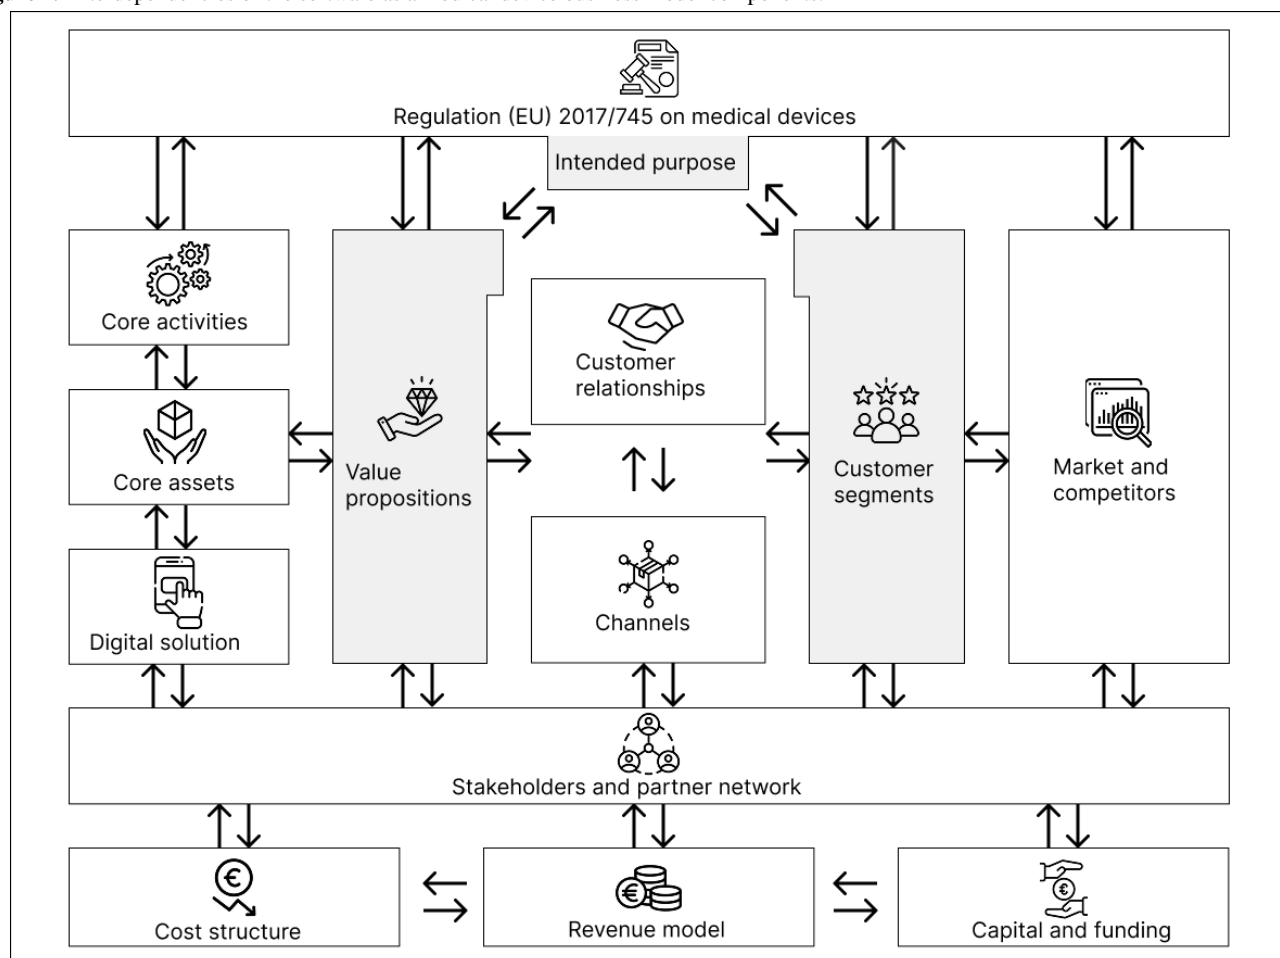 Regulation (EU) 2017/745 on medical devices
Intended purpose
Core activities
Core assets
Digital solution
Value
propositions
Customer
relationships
Channels
Customer
segments
Market and
competitors
Stakeholders and partner network
Cost structure
Revenue model
Capital and funding